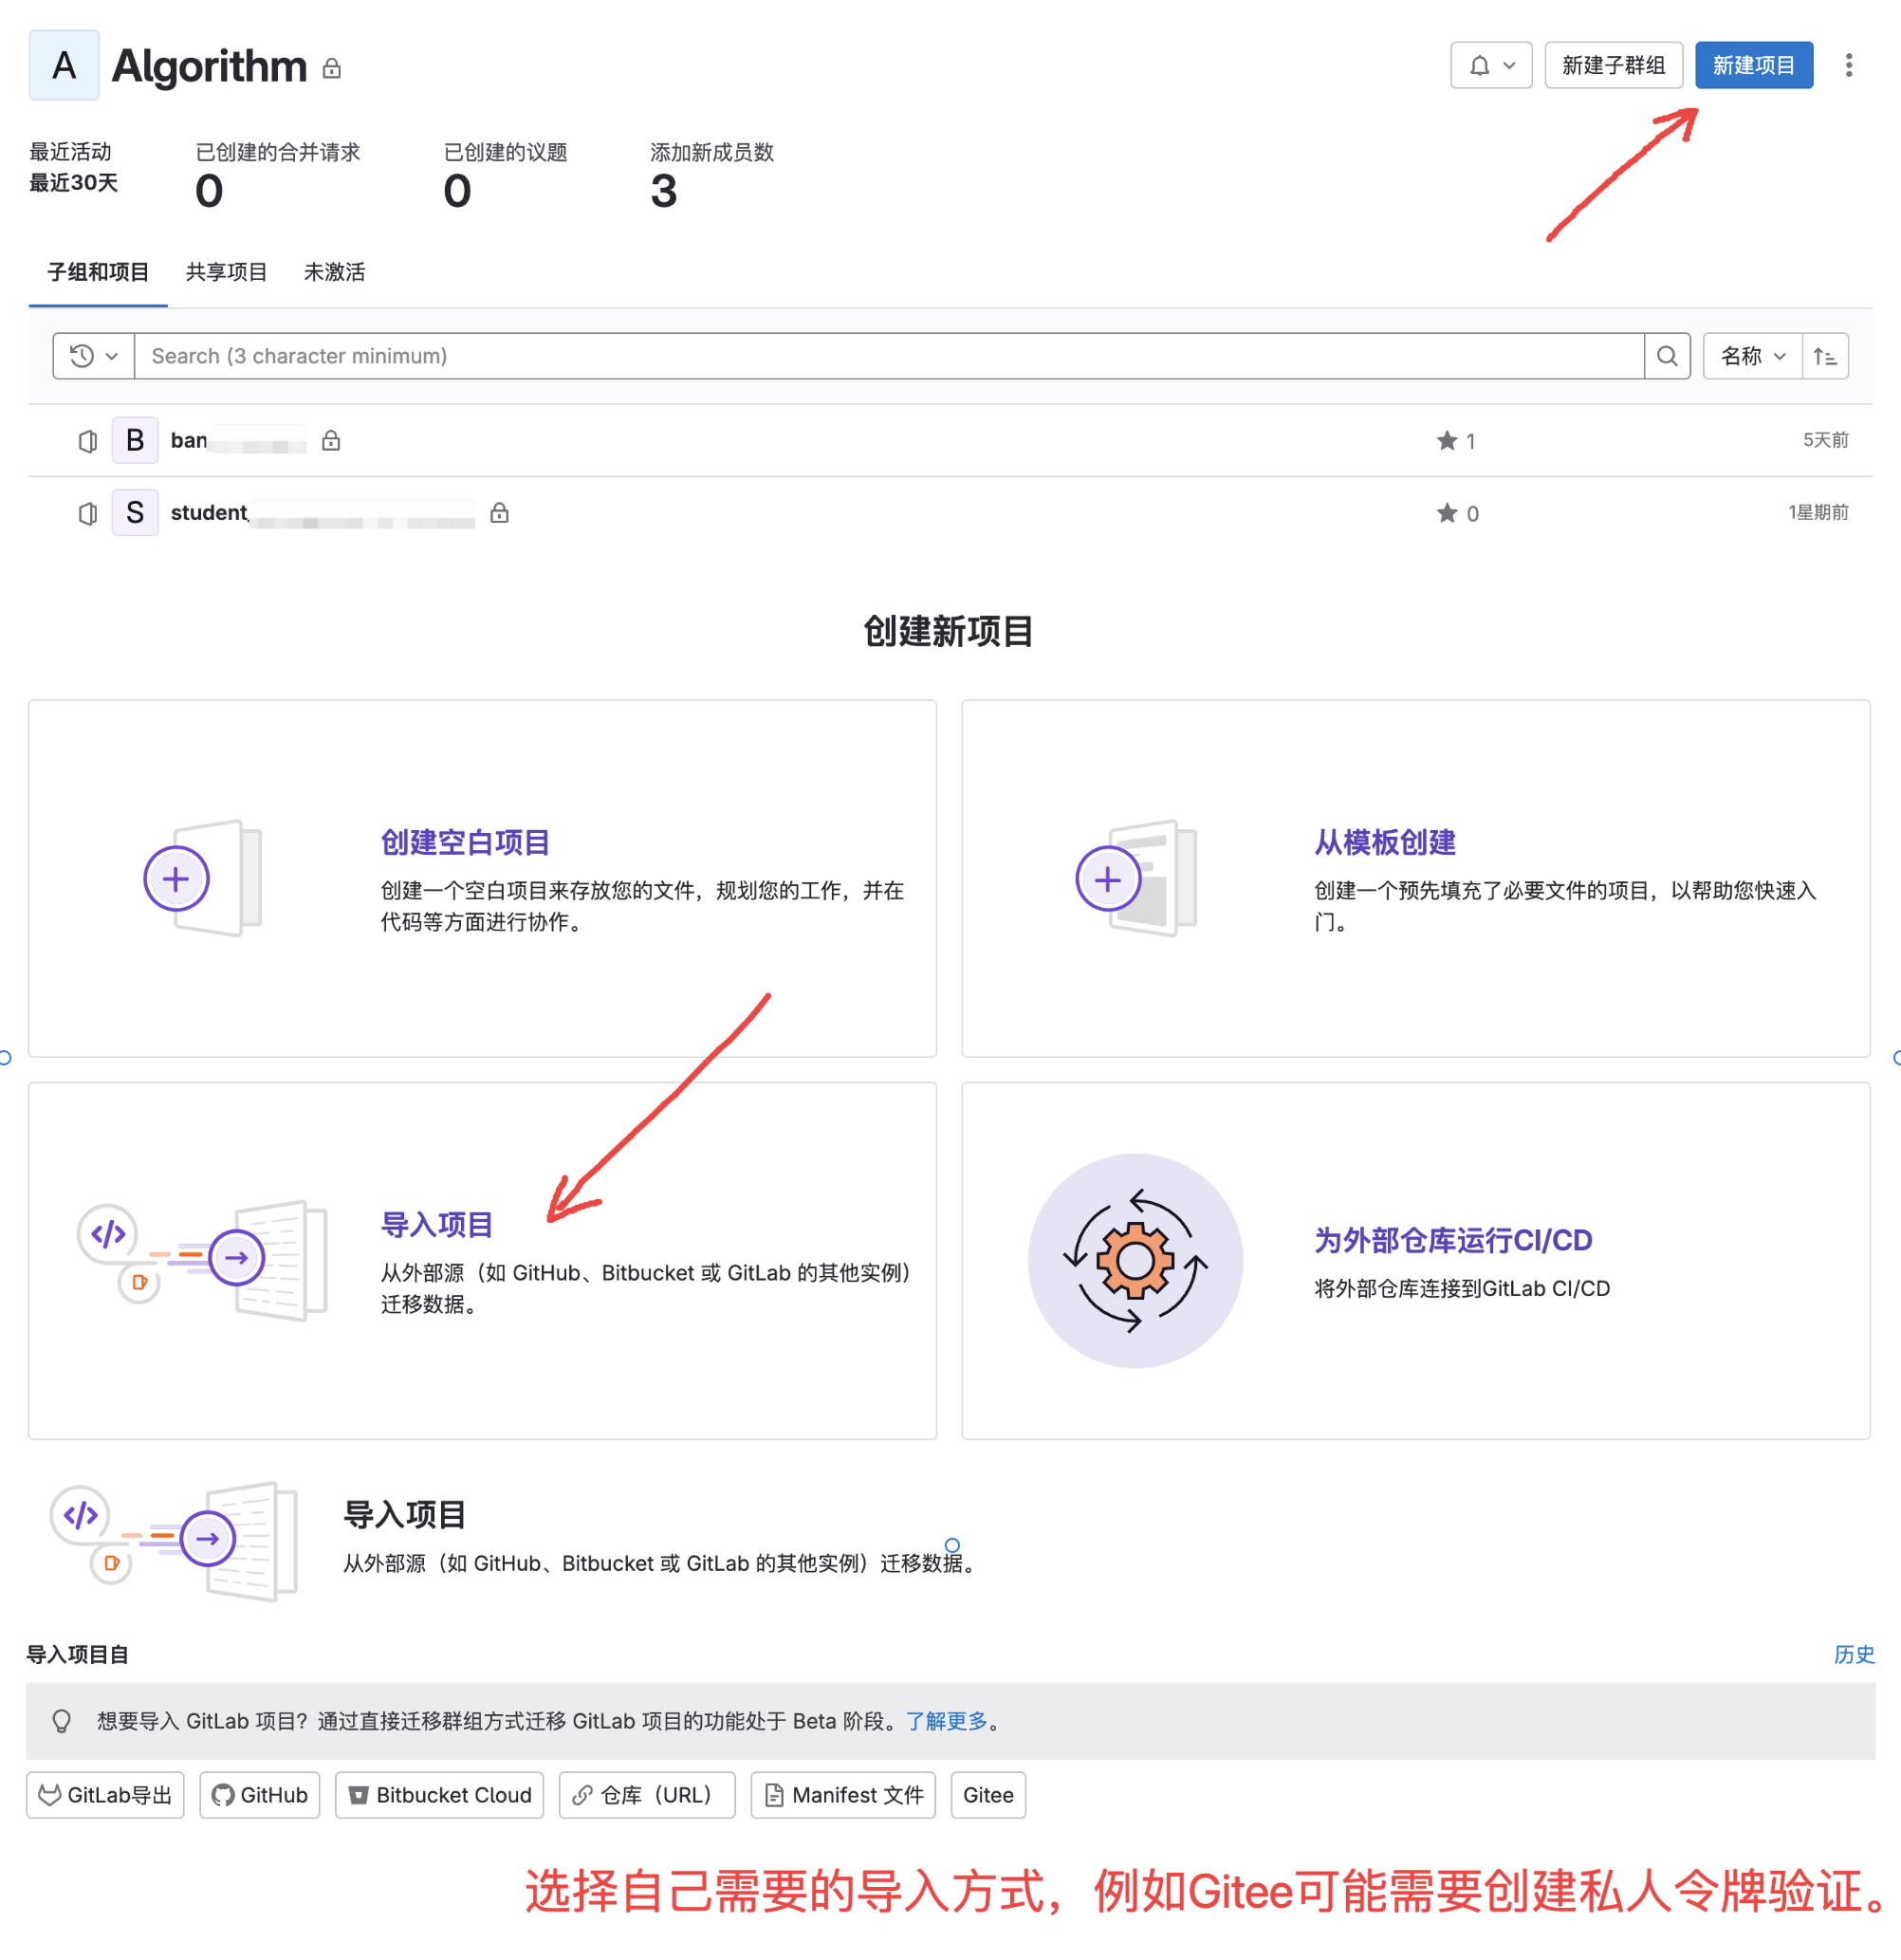 A Algorithm
新建子群组 新建项目
最近活动 已创建的合并请求 已创建的议题 添加新成员数
最近30天 0 0 3
子组和项目 共享项目 未激活
Search (3 character minimum) 名称
B ban 1 5天前
S student 0 1星期前
创建新项目
创建空白项目
创建一个空白项目来存放您的文件，规划您的工作，并在
代码等方面进行协作。
从模板创建
创建一个预先填充了必要文件的项目，以帮助您快速入
门。
导入项目
从外部源（如 GitHub、Bitbucket 或 GitLab 的其他实例）
迁移数据。
为外部仓库运行CI/CD
将外部仓库连接到GitLab CI/CD
导入项目
从外部源（如 GitHub、Bitbucket 或 GitLab 的其他实例）迁移数据。
导入项目自 历史
想要导入 GitLab 项目？通过直接迁移群组方式迁移 GitLab 项目的功能处于 Beta 阶段。了解更多。
GitLab导出 GitHub Bitbucket Cloud 仓库（URL） Manifest 文件 Gitee
选择自己需要的导入方式，例如Gitee可能需要创建私人令牌验证。